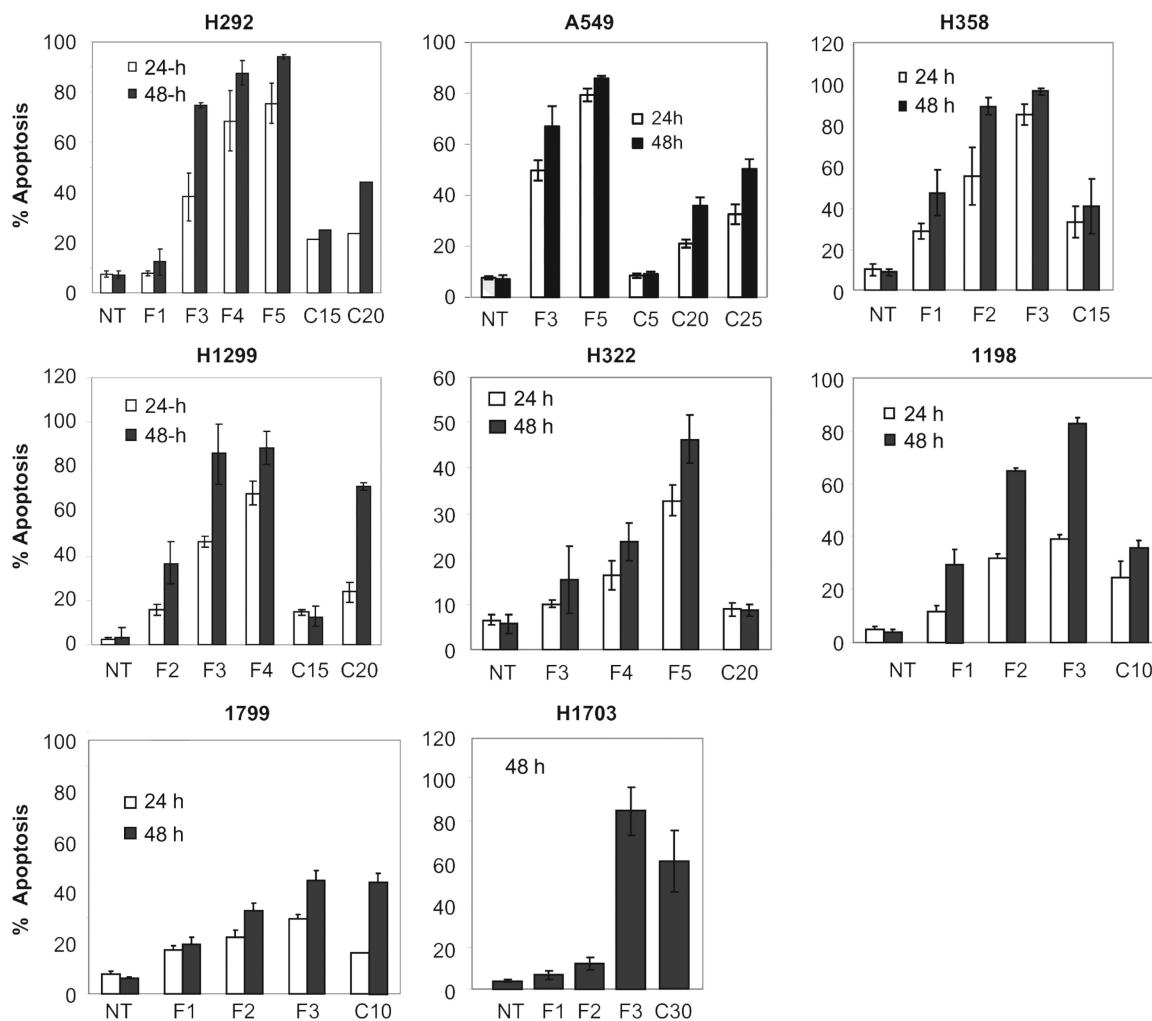 H292
% Apoptosis
100
80
60
40
20
0
24-h
48-h
NT F1 F3 F4 F5 C15 C20
A549
100
80
60
40
20
0
24h
48h
NT F3 F5 C5 C20 C25
H358
120
100
80
60
40
20
0
24 h
48 h
NT F1 F2 F3 C15
H1299
% Apoptosis
120
100
80
60
40
20
0
24-h
48-h
NT F2 F3 F4 C15 C20
H322
60
50
40
30
20
10
0
24 h
48 h
NT F3 F4 F5 C20
1198
100
80
60
40
20
0
24 h
48 h
NT F1 F2 F3 C10
1799
% Apoptosis
100
80
60
40
20
0
24 h
48 h
NT F1 F2 F3 C10
H1703
120
100
80
60
40
20
0
48 h
NT F1 F2 F3 C30